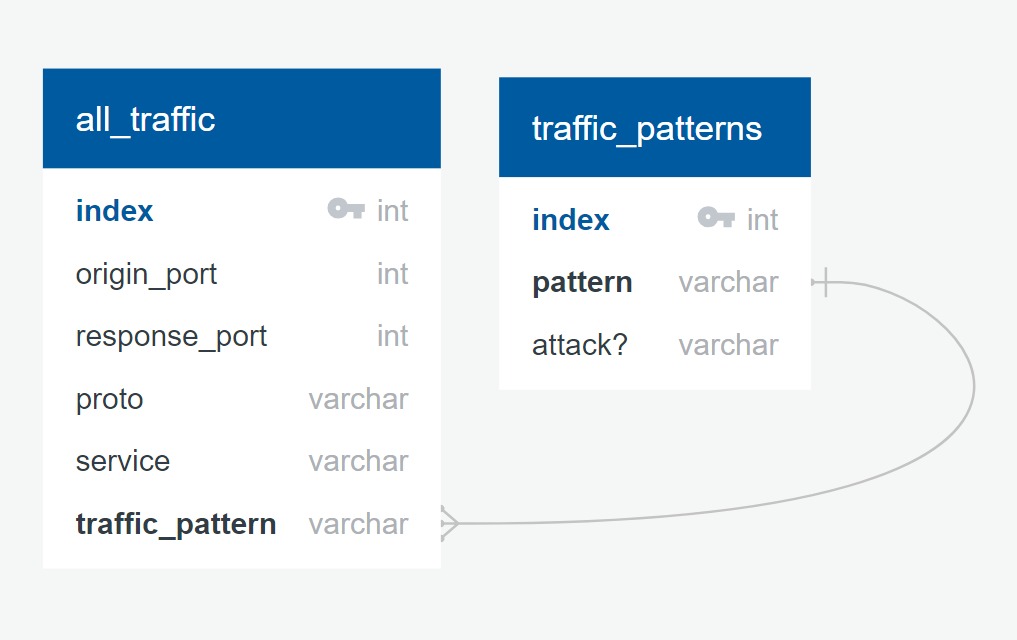 all_traffic
index int
origin_port int
response_port int
proto varchar
service varchar
traffic_pattern varchar
traffic_patterns
index int
pattern varchar
attack? varchar